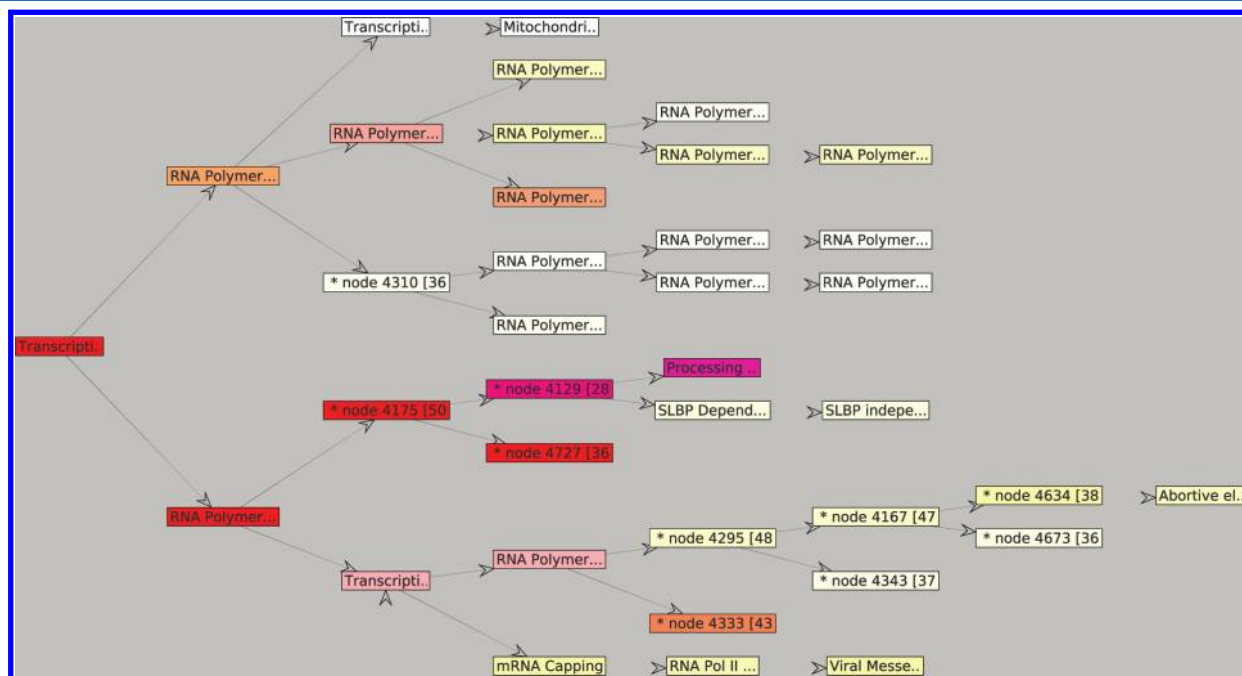 Transcripti..
Mitochondri..
RNA Polymer...
RNA Polymer...
RNA Polymer...
RNA Polymer...
RNA Polymer...
RNA Polymer...
RNA Polymer...
RNA Polymer...
RNA Polymer...
RNA Polymer...
RNA Polymer...
* node 4310 [36
RNA Polymer...
RNA Polymer...
RNA Polymer...
Transcripti..
Processing ..
* node 4129 [28
* node 4175 [50
SLBP Depend...
SLBP indepe...
* node 4727 [36
* node 4634 [38
Abortive el..
RNA Polymer...
* node 4167 [47
* node 4295 [48
* node 4673 [36
RNA Polymer...
Transcripti..
* node 4343 [37
* node 4333 [43
mRNA Capping
RNA Pol II ...
Viral Messe..